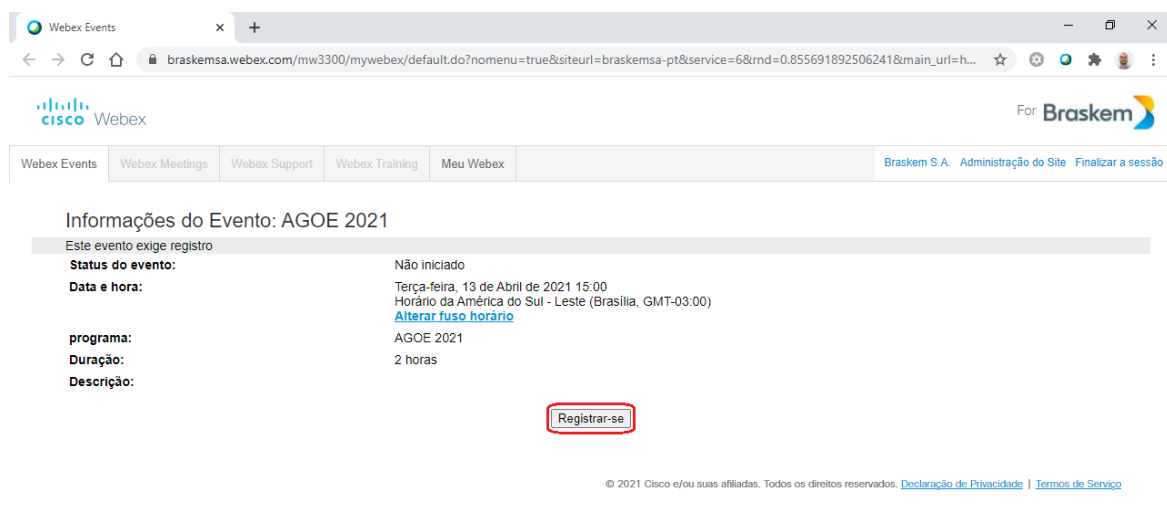 Webex Events
braskemsa.webex.com/mw3300/mywebex/default.do?nomenu=true&siteurl=braskemsa-pt&service=6&rnd=0.855691892506241&main_url=h...
cisco Webex
For Braskem
Webex Events Webex Meetings Webex Support Webex Training Meu Webex Braskem S.A. Administração do Site Finalizar a sessão
Informações do Evento: AGOE 2021
Este evento exige registro
Status do evento: Não iniciado
Data e hora: Terça-feira, 13 de Abril de 2021 15:00
Horário da América do Sul - Leste (Brasília, GMT-03:00)
Alterar fuso horário
programa: AGOE 2021
Duração: 2 horas
Descrição:
Registrar-se
© 2021 Cisco e/ou suas afiliadas. Todos os direitos reservados. Declaração de Privacidade | Termos de Serviço